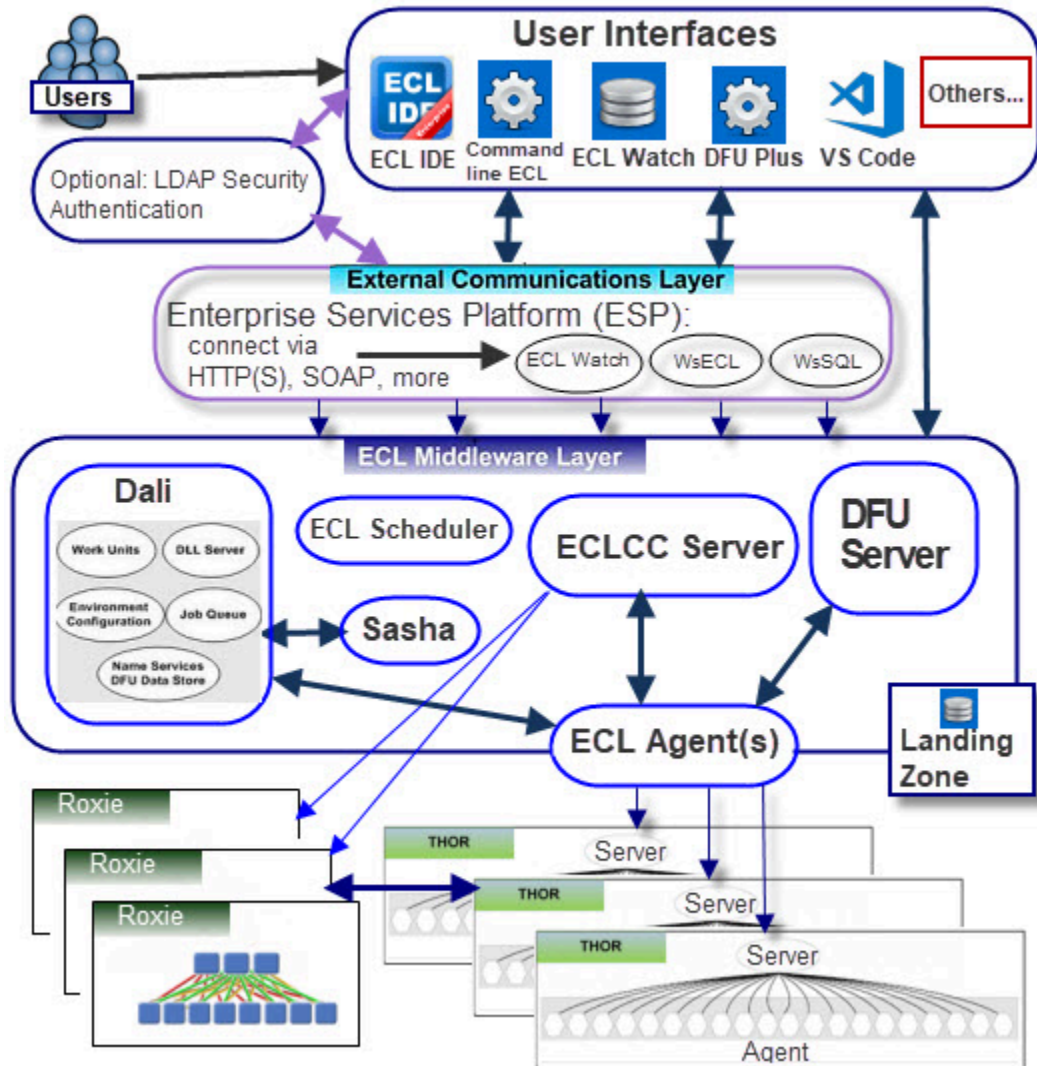 User Interfaces
Users
ECL
IDE
Enterprise
ECL IDE
Command
line ECL
ECL Watch
DFU Plus
VS Code
Others...
Optional: LDAP Security
Authentication
External Communications Layer
Enterprise Services Platform (ESP):
connect via
HTTP(S), SOAP, more
ECL Watch
WsECL
WsSQL
ECL Middleware Layer
Dali
Work Units
DLL Server
Environment
Configuration
Job Queue
Name Services
DFU Data Store
ECL Scheduler
Sasha
ECLCC Server
DFU
Server
ECL Agent(s)
Landing
Zone
Roxie
Roxie
Roxie
THOR
Server
THOR
Server
THOR
Server
Agent